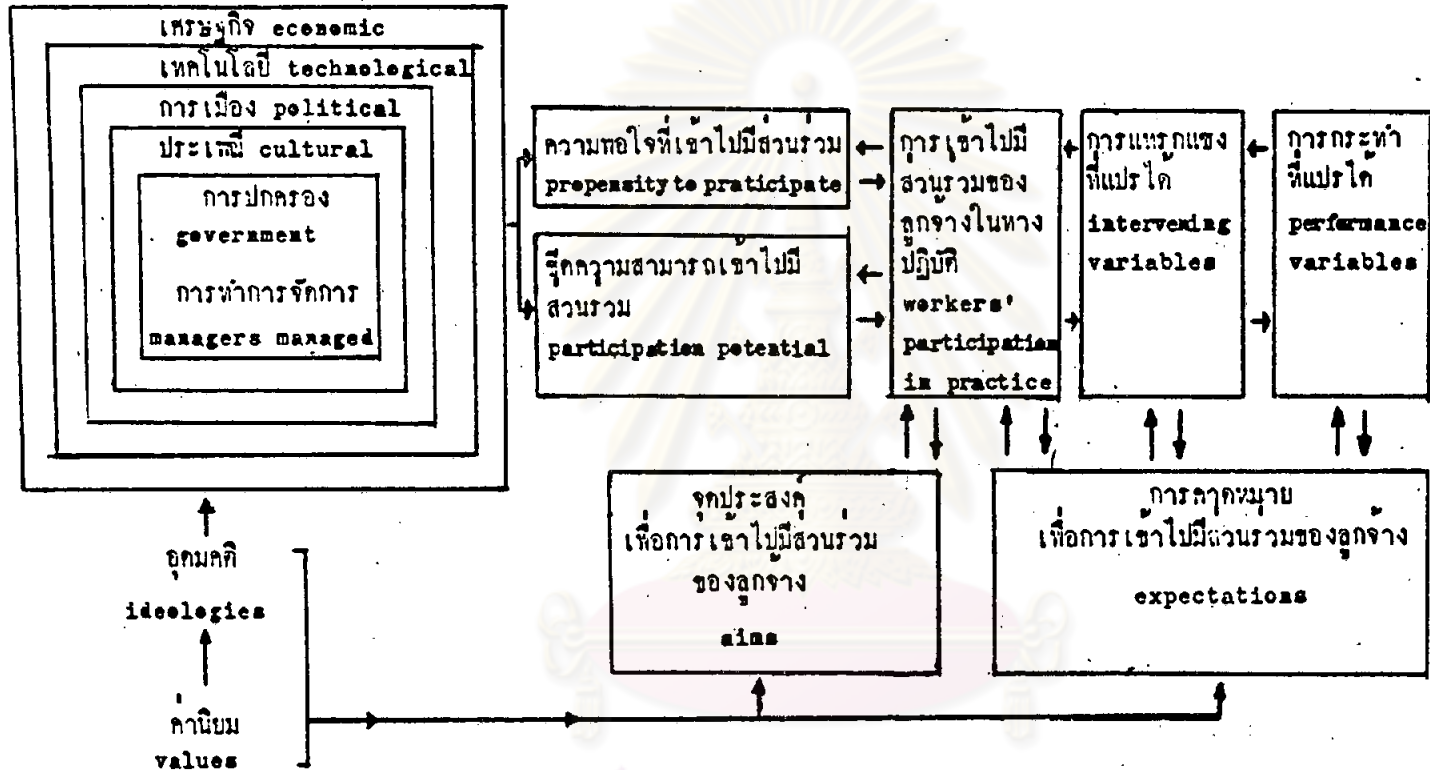 เศรษฐกิจ economic
เทคโนโลยี technological
การเมือง political
ประเพณี cultural
การปกครอง
government
การทำการจัดการ
managers managed
ความพอใจที่เข้าไปมีส่วนร่วม
propensity to praticipate
ขีดความสามารถเข้าไปมี
ส่วนร่วม
participation potential
การเข้าไปมี
ส่วนร่วมของ
ลูกจ้างในทาง
ปฏิบัติ
workers'
participation
in practice
การแทรกแซง
ที่แปรได้
intervening
variables
การกระทำ
ที่แปรได้
performance
variables
จุดประสงค์
เพื่อการเข้าไปมีส่วนร่วม
ของลูกจ้าง
aims
การคาดหมาย
เพื่อการเข้าไปมีส่วนร่วมของลูกจ้าง
expectations
อุดมคติ
ideologies
ค่านิยม
values